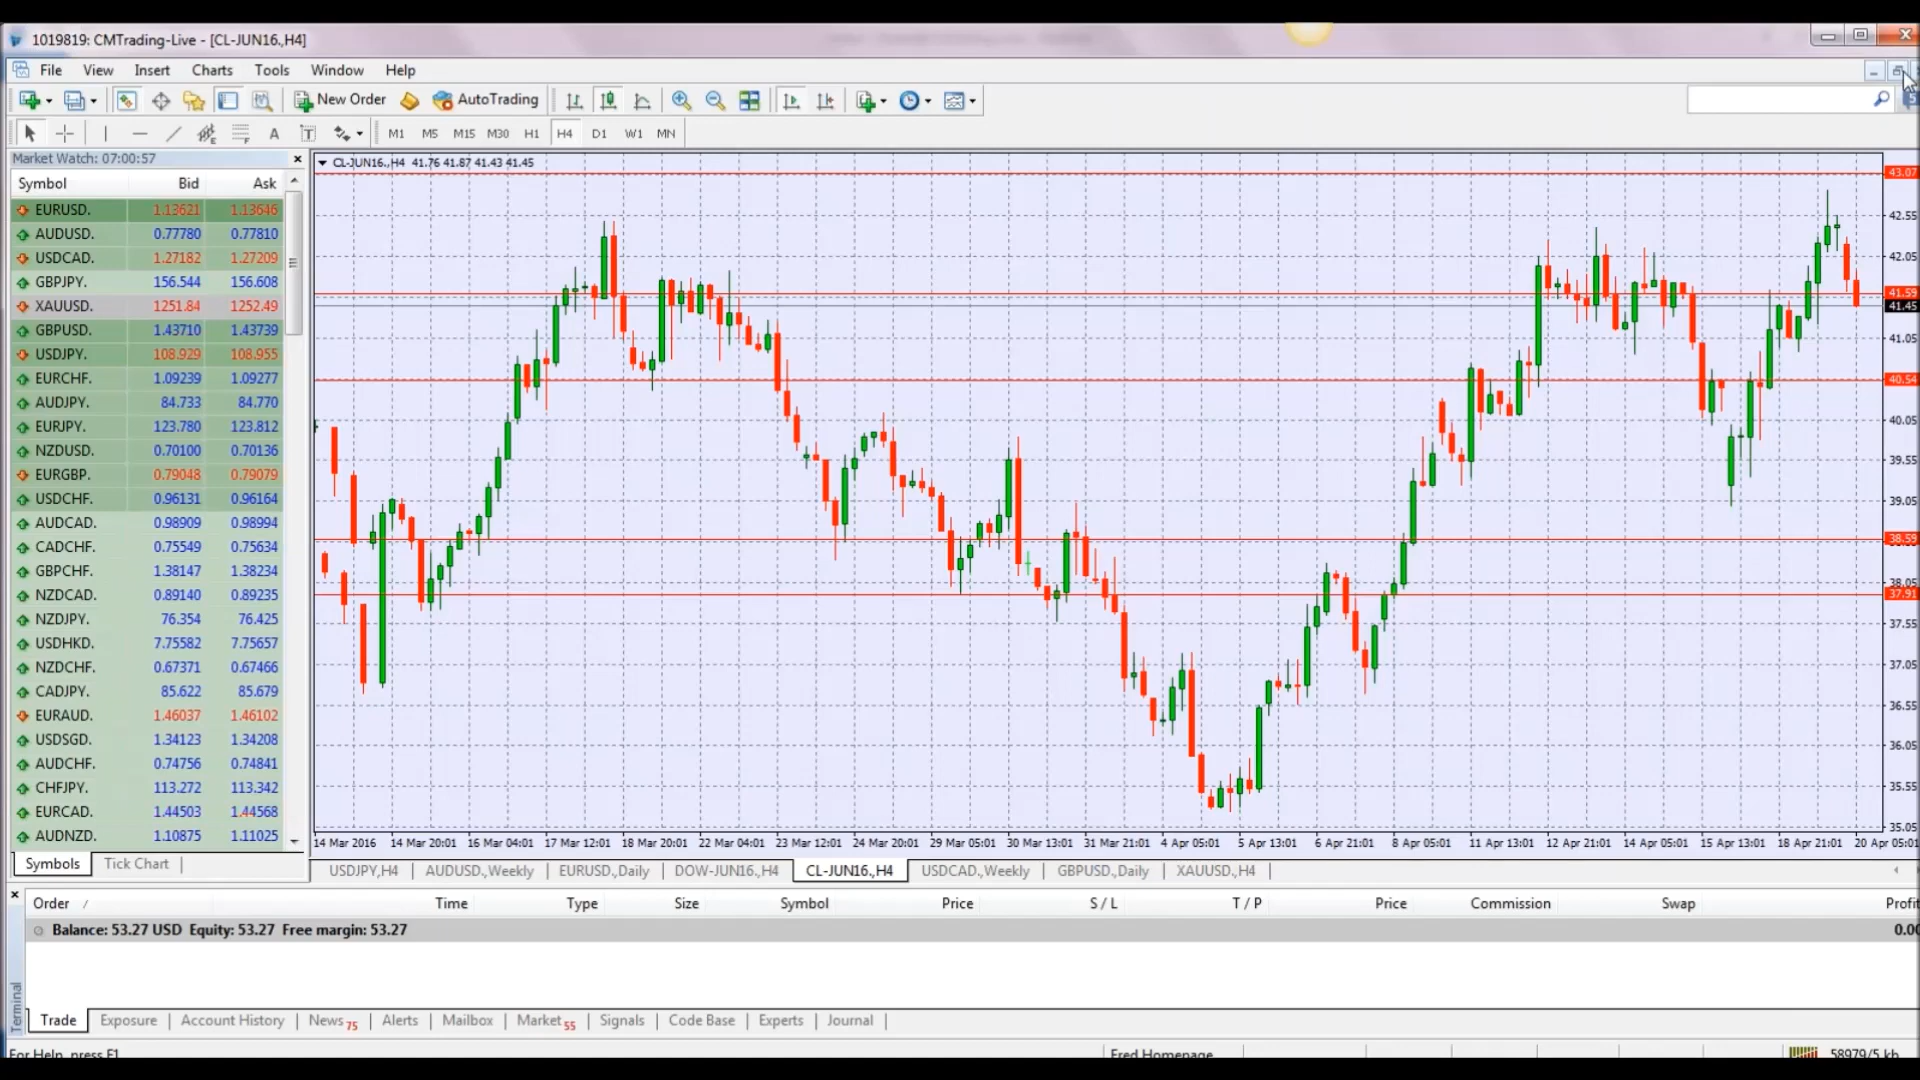 1019819: CMTrading-Live - [CL-JUN16.,H4]
File View Insert Charts Tools Window Help
New Order AutoTrading
M1 M5 M15 M30 H1 H4 D1 W1 MN
Market Watch: 07:00:57
Symbol Bid Ask
EURUSD. 1.13621 1.13646
AUDUSD. 0.77780 0.77810
USDCAD. 1.27182 1.27209
GBPJPY. 156.544 156.608
XAUUSD. 1251.84 1252.49
GBPUSD. 1.43710 1.43739
USDJPY. 108.929 108.955
EURCHF. 1.09239 1.09277
AUDJPY. 84.733 84.770
EURJPY. 123.780 123.812
NZDUSD. 0.70100 0.70136
EURGBP. 0.79048 0.79079
USDCHF. 0.96131 0.96164
AUDCAD. 0.98909 0.98994
CADCHF. 0.75549 0.75634
GBPCHF. 1.38147 1.38234
NZDCAD. 0.89140 0.89235
NZDJPY. 76.354 76.425
USDHKD. 7.75582 7.75657
NZDCHF. 0.67371 0.67466
CADJPY. 85.622 85.679
EURAUD. 1.46037 1.46102
USDSGD. 1.34123 1.34208
AUDCHF. 0.74756 0.74841
CHFJPY. 113.272 113.342
EURCAD. 1.44503 1.44568
AUDNZD. 1.10875 1.11025
Symbols Tick Chart
CL-JUN16.,H4 41.76 41.87 41.43 41.45
43.07
42.55
42.05
41.59
41.45
41.05
40.54
40.05
39.55
39.05
38.59
38.05
37.91
37.55
37.05
36.55
36.05
35.55
35.05
14 Mar 2016 14 Mar 20:01 16 Mar 04:01 17 Mar 12:01 18 Mar 20:01 22 Mar 04:01 23 Mar 12:01 24 Mar 20:01 29 Mar 05:01 30 Mar 13:01 31 Mar 21:01 4 Apr 05:01 5 Apr 13:01 6 Apr 21:01 8 Apr 05:01 11 Apr 13:01 12 Apr 21:01 14 Apr 05:01 15 Apr 13:01 18 Apr 21:01 20 Apr 05:01
USDJPY,H4 AUDUSD.,Weekly EURUSD.,Daily DOW-JUN16.,H4 CL-JUN16.,H4 USDCAD.,Weekly GBPUSD.,Daily XAUUSD.,H4
Order / Time Type Size Symbol Price S / L T / P Price Commission Swap Profit
Balance: 53.27 USD Equity: 53.27 Free margin: 53.27 0.00
Terminal
Trade Exposure Account History News 75 Alerts Mailbox Market 55 Signals Code Base Experts Journal
For Help, press F1 Fred Homepage 58979/5 kb